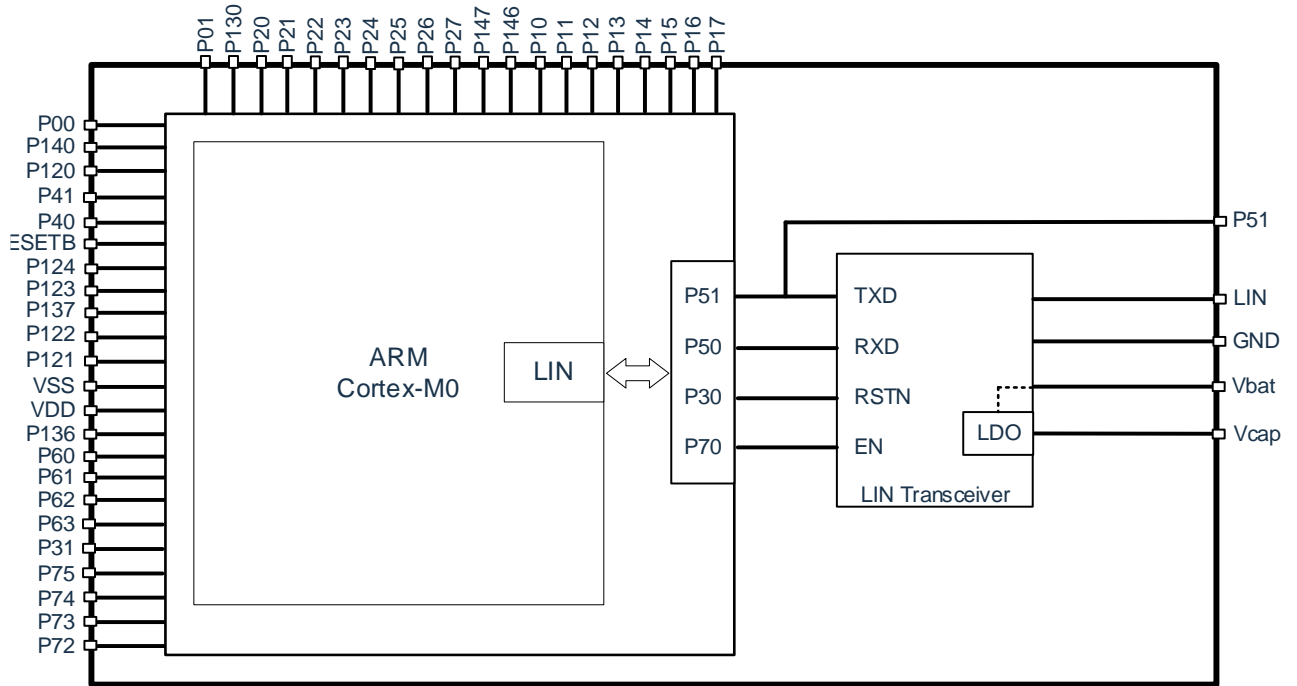 P01
P130
P20
P21
P22
P23
P24
P25
P26
P27
P147
P146
P10
P11
P12
P13
P14
P15
P16
P17
P00
P140
P120
P41
P40
ESETB
P124
P123
P137
P122
P121
VSS
VDD
P136
P60
P61
P62
P63
P31
P75
P74
P73
P72
ARM
Cortex-M0
LIN
P51
P50
P30
P70
TXD
RXD
RSTN
EN
LDO
LIN Transceiver
P51
LIN
GND
Vbat
Vcap